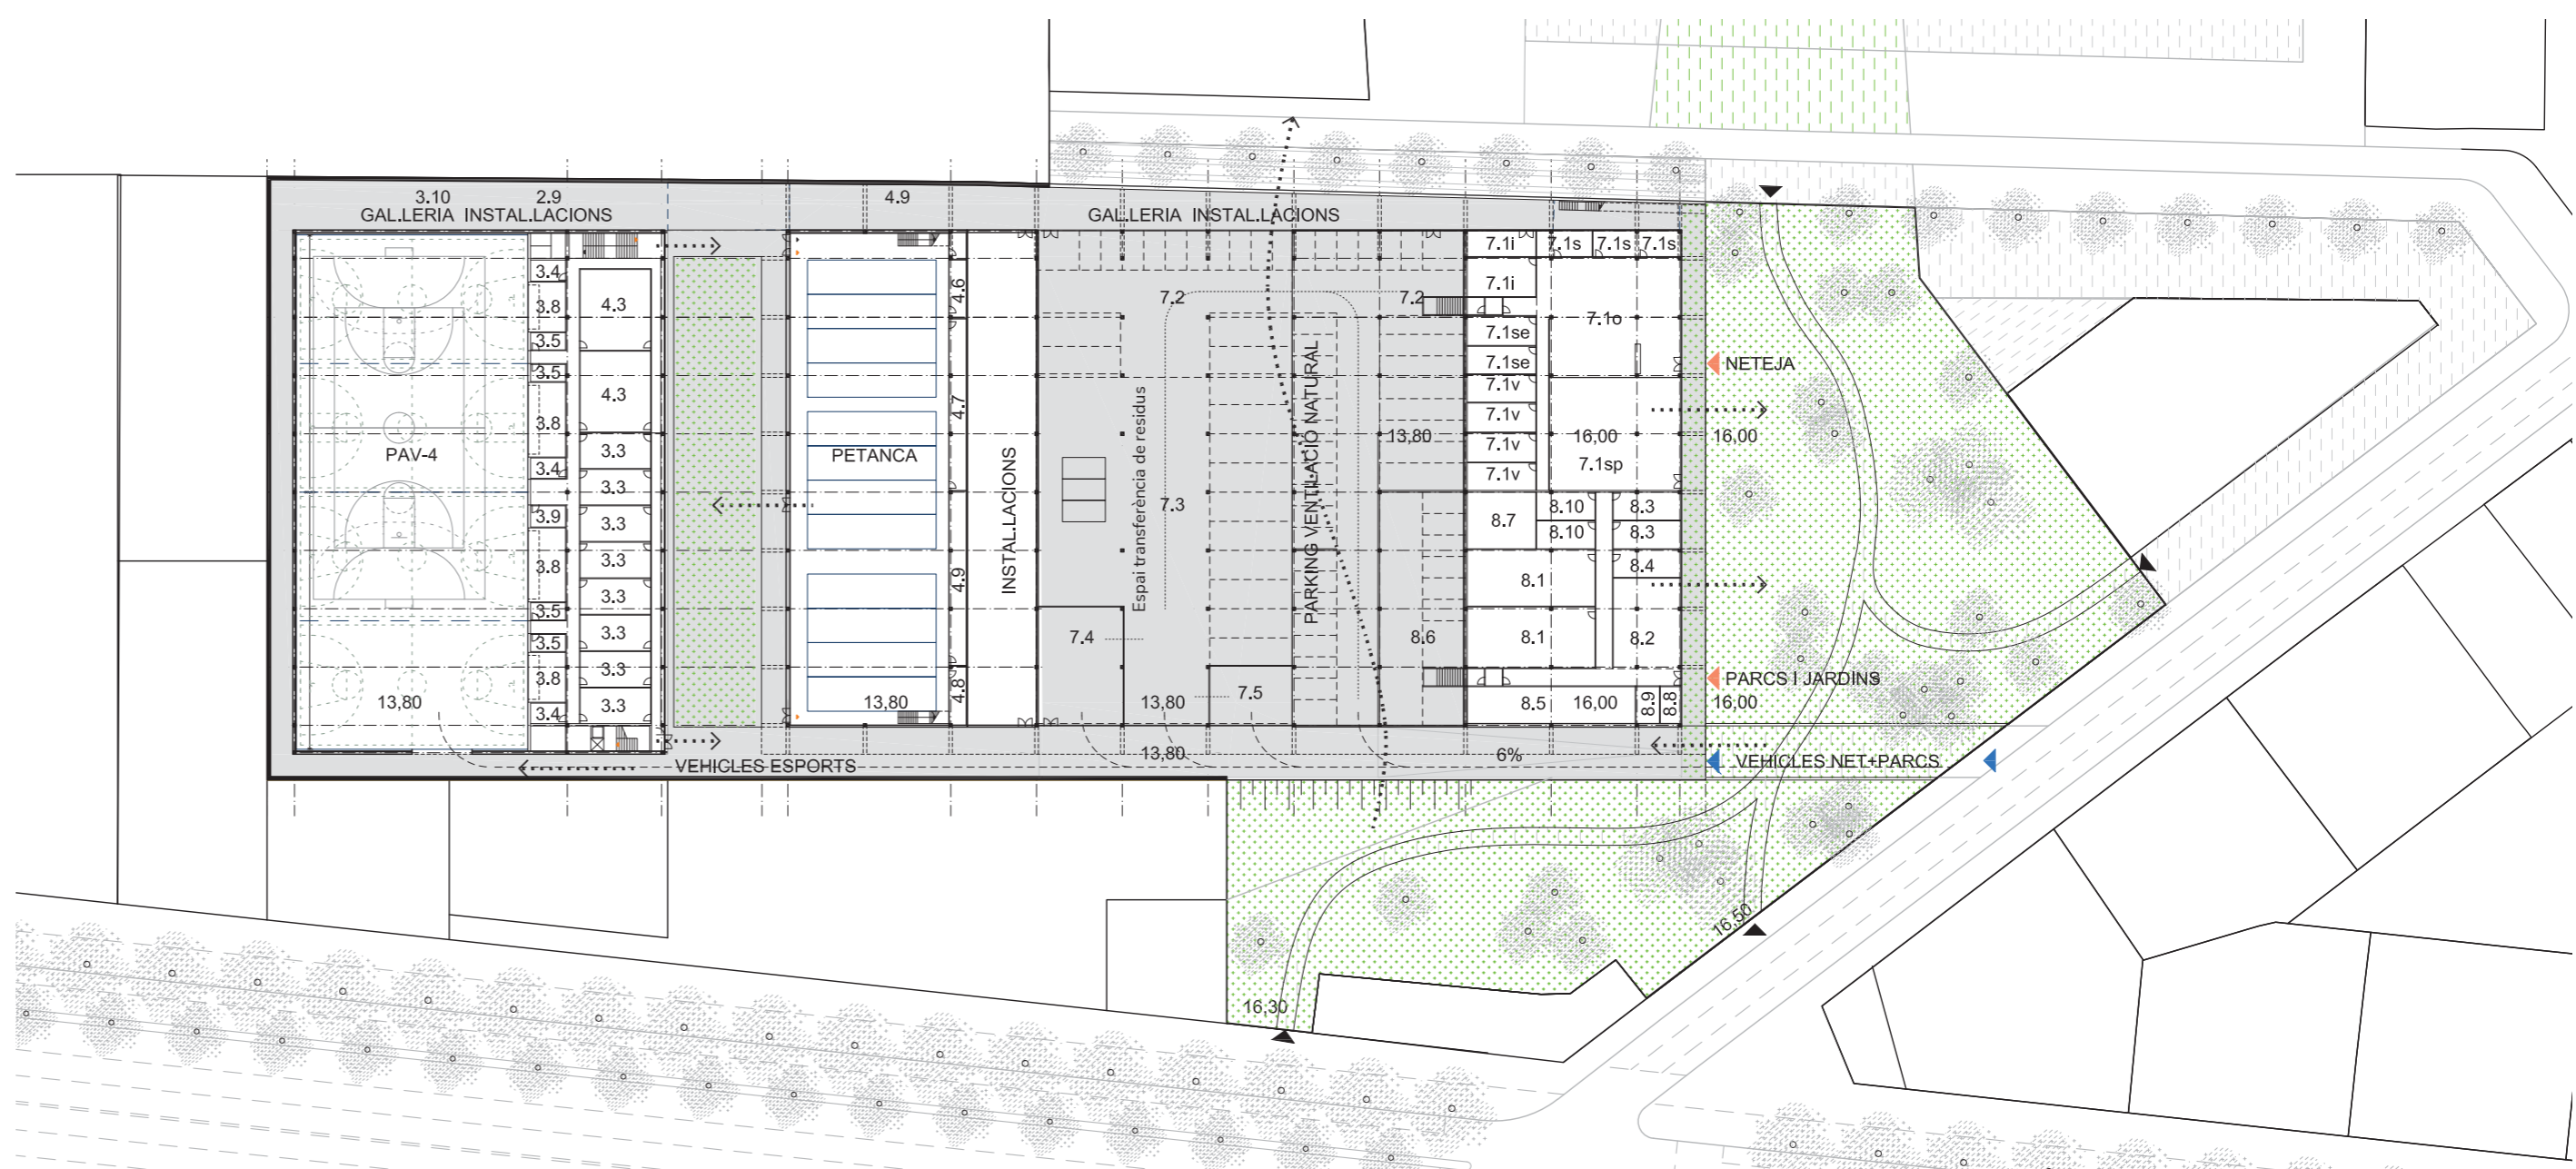 3.10
2.9
4.9
GAL.LERIA INSTAL.LACIONS
GAL.LERIA INSTAL.LACIONS
3.4
3.8
3.5
3.5
3.8
3.4
3.9
3.8
3.5
3.5
3.8
3.4
PAV-4
13,80
4.3
4.3
3.3
3.3
3.3
3.3
3.3
3.3
3.3
3.3
PETANCA
13,80
4.6
4.7
4.9
4.8
INSTAL.LACIONS
7.2
7.2
Espai transferència de residus
7.3
7.4
13,80
7.5
PARKING VENTILACIÓ NATURAL
13,80
8.6
7.1i
7.1s
7.1s
7.1s
7.1i
7.1o
7.1se
7.1se
7.1v
7.1v
7.1v
7.1v
16,00
7.1sp
8.7
8.10
8.10
8.3
8.3
8.4
8.1
8.1
8.2
8.5
16,00
8.9
8.8
NETEJA
16,00
PARCS I JARDINS
16,00
VEHICLES ESPORTS
13,80
6%
VEHICLES NET+PARCS
16,50
16,30